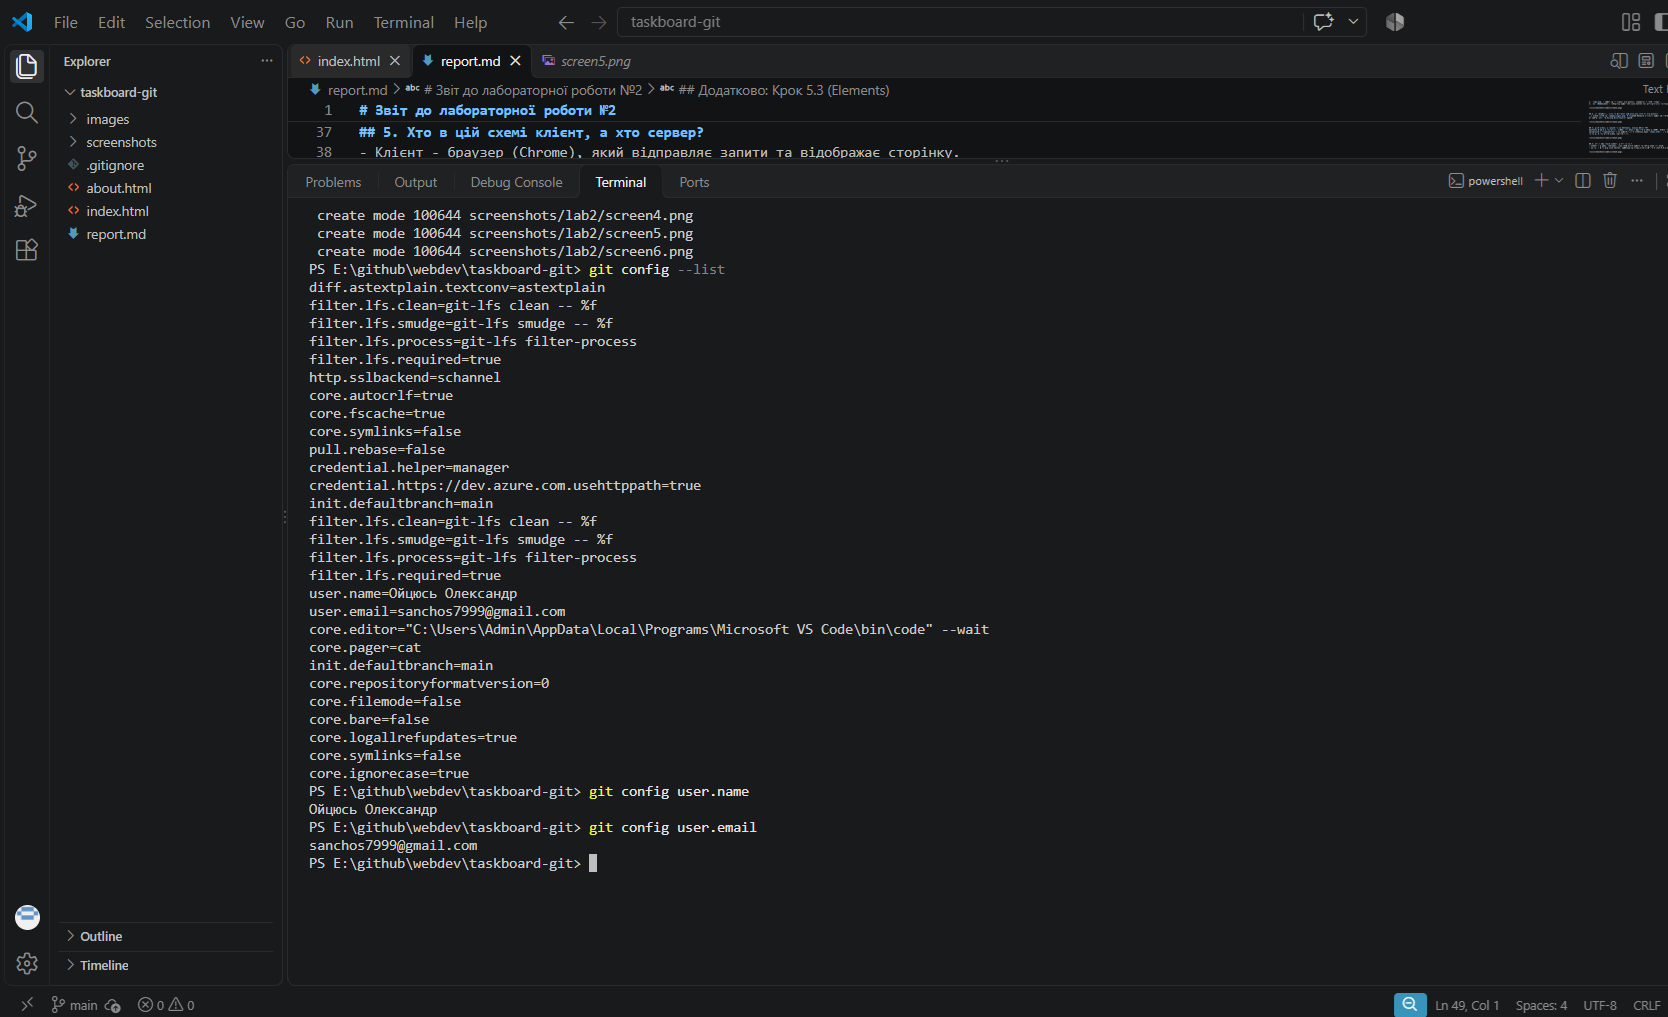 File Edit Selection View Go Run Terminal Help
taskboard-git
Explorer
index.html
report.md
screen5.png
taskboard-git
images
screenshots
.gitignore
about.html
index.html
report.md
report.md > # Звіт до лабораторної роботи №2 > ## Додатково: Крок 5.3 (Elements)
Text
1 # Звіт до лабораторної роботи №2
37 ## 5. Хто в цій схемі клієнт, а хто сервер?
38 - Клієнт - браузер (Chrome), який відправляє запити та відображає сторінку.
Problems Output Debug Console Terminal Ports
powershell
create mode 100644 screenshots/lab2/screen4.png
create mode 100644 screenshots/lab2/screen5.png
create mode 100644 screenshots/lab2/screen6.png
PS E:\github\webdev\taskboard-git> git config --list
diff.astextplain.textconv=astextplain
filter.lfs.clean=git-lfs clean -- %f
filter.lfs.smudge=git-lfs smudge -- %f
filter.lfs.process=git-lfs filter-process
filter.lfs.required=true
http.sslbackend=schannel
core.autocrlf=true
core.fscache=true
core.symlinks=false
pull.rebase=false
credential.helper=manager
credential.https://dev.azure.com.usehttppath=true
init.defaultbranch=main
filter.lfs.clean=git-lfs clean -- %f
filter.lfs.smudge=git-lfs smudge -- %f
filter.lfs.process=git-lfs filter-process
filter.lfs.required=true
user.name=Ойцюсь Олександр
user.email=sanchos7999@gmail.com
core.editor="C:\Users\Admin\AppData\Local\Programs\Microsoft VS Code\bin\code" --wait
core.pager=cat
init.defaultbranch=main
core.repositoryformatversion=0
core.filemode=false
core.bare=false
core.logallrefupdates=true
core.symlinks=false
core.ignorecase=true
PS E:\github\webdev\taskboard-git> git config user.name
Ойцюсь Олександр
PS E:\github\webdev\taskboard-git> git config user.email
sanchos7999@gmail.com
PS E:\github\webdev\taskboard-git>
Outline
Timeline
main 0 0
Ln 49, Col 1 Spaces: 4 UTF-8 CRLF